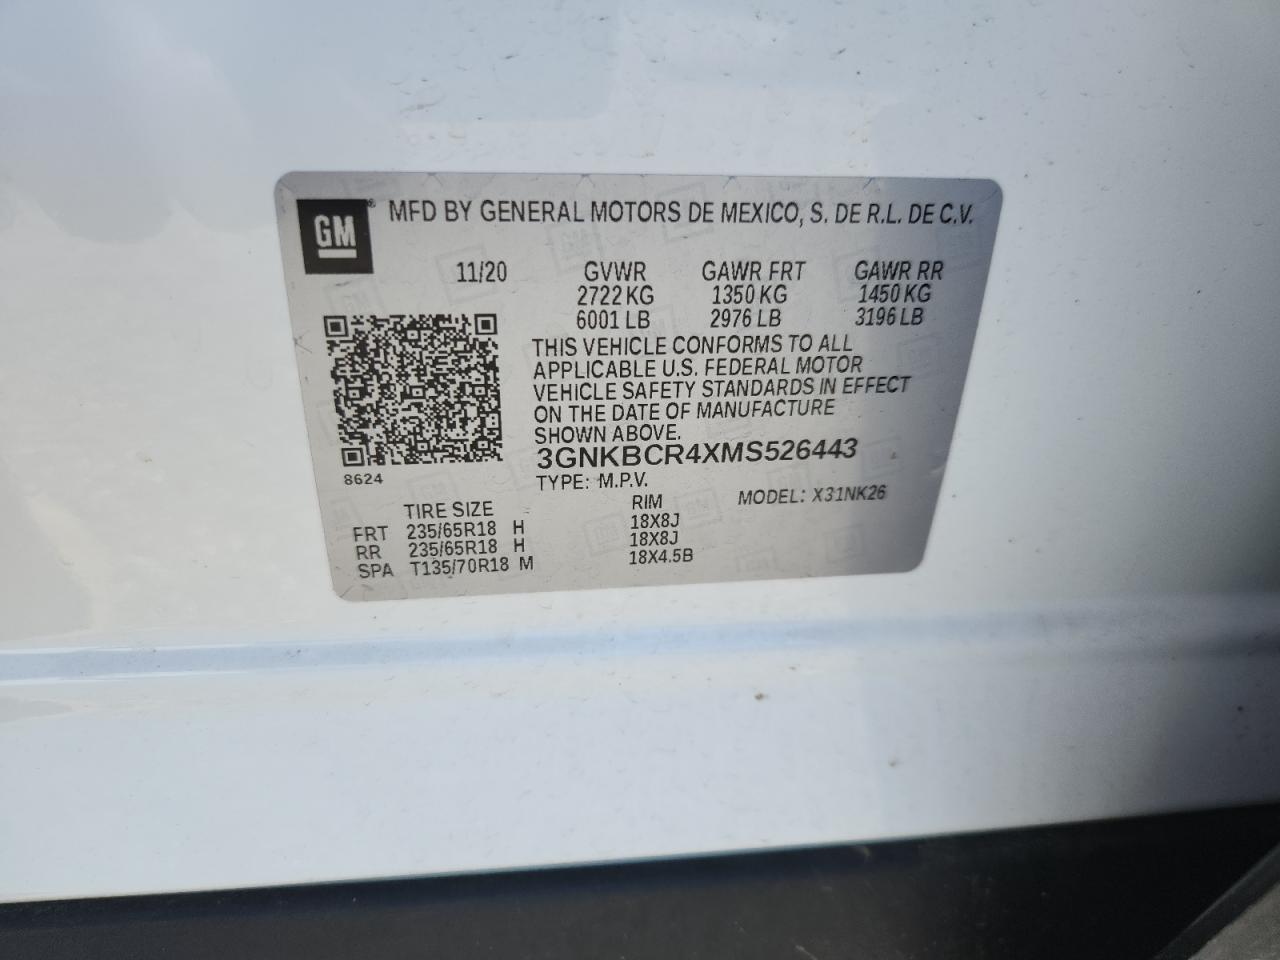 GM
®
MFD BY GENERAL MOTORS DE MEXICO, S. DE R.L. DE C.V.
11/20 GVWR GAWR FRT GAWR RR
2722 KG 1350 KG 1450 KG
6001 LB 2976 LB 3196 LB
THIS VEHICLE CONFORMS TO ALL
APPLICABLE U.S. FEDERAL MOTOR
VEHICLE SAFETY STANDARDS IN EFFECT
ON THE DATE OF MANUFACTURE
SHOWN ABOVE.
3GNKBCR4XMS526443
8624
TYPE: M.P.V. MODEL: X31NK26
TIRE SIZE RIM
FRT 235/65R18 H 18X8J
RR 235/65R18 H 18X8J
SPA T135/70R18 M 18X4.5B